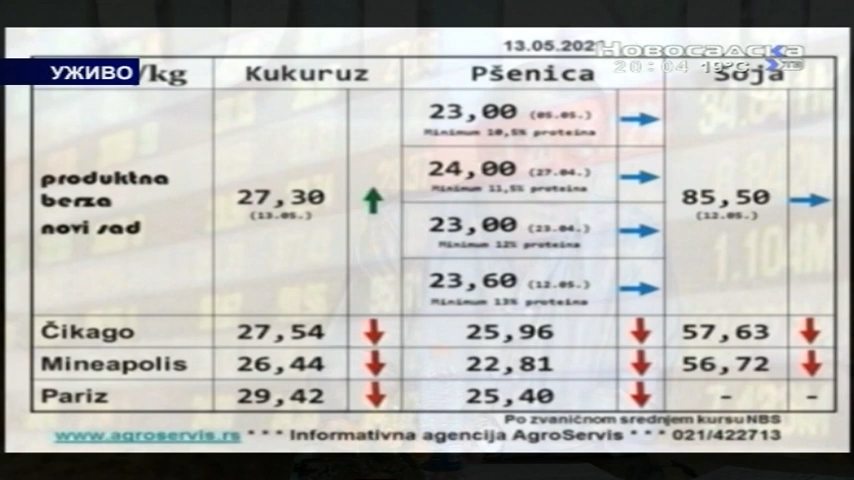 13.05.202
Новосадска
УЖИВО
20:04 19°C
/kg Kukuruz Pšenica Soja
23,00 (05.05.)
Minimum 10,5% proteina
24,00 (27.04.)
Minimum 11,5% proteina
produktna
berza
novi sad
27,30
(13.05.)
85,50
(12.05.)
23,00 (23.04.)
Minimum 12% proteina
23,60 (12.05.)
Minimum 13% proteina
Čikago 27,54 25,96 57,63
Mineapolis 26,44 22,81 56,72
Pariz 29,42 25,40 - -
Po zvaničnom srednjem kursu NBS
www.agroservis.rs * * * Informativna agencija AgroServis * * * 021/422713